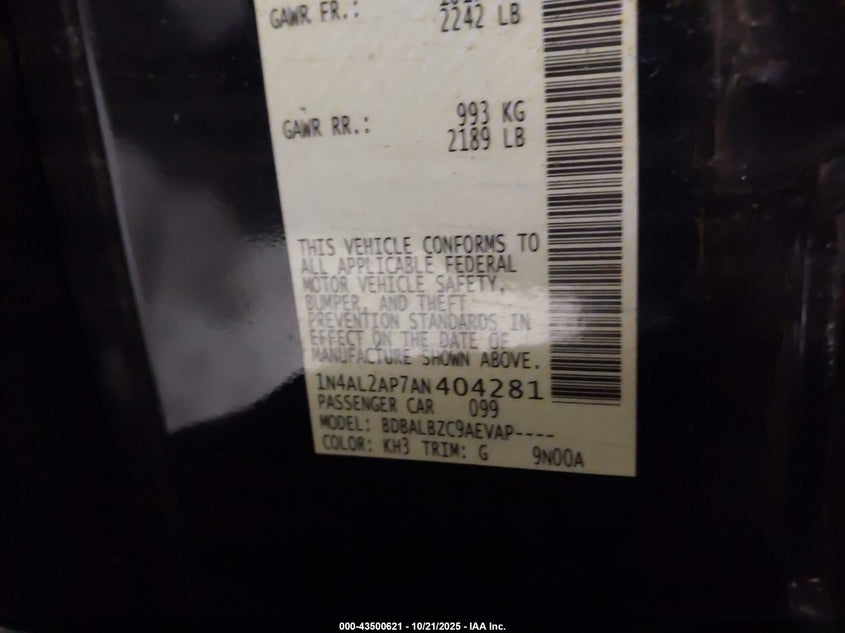 GAWR FR.:
2242 LB
993 KG
GAWR RR.:
2189 LB
THIS VEHICLE CONFORMS TO
ALL APPLICABLE FEDERAL
MOTOR VEHICLE SAFETY,
BUMPER, AND THEFT
PREVENTION STANDARDS IN
EFFECT ON THE DATE OF
MANUFACTURE SHOWN ABOVE.
1N4AL2AP7AN404281
PASSENGER CAR 099
MODEL: BDBALBZC9AEVAP----
COLOR: KH3 TRIM: G 9N00A
000-43500621 - 10/21/2025 - IAA Inc.